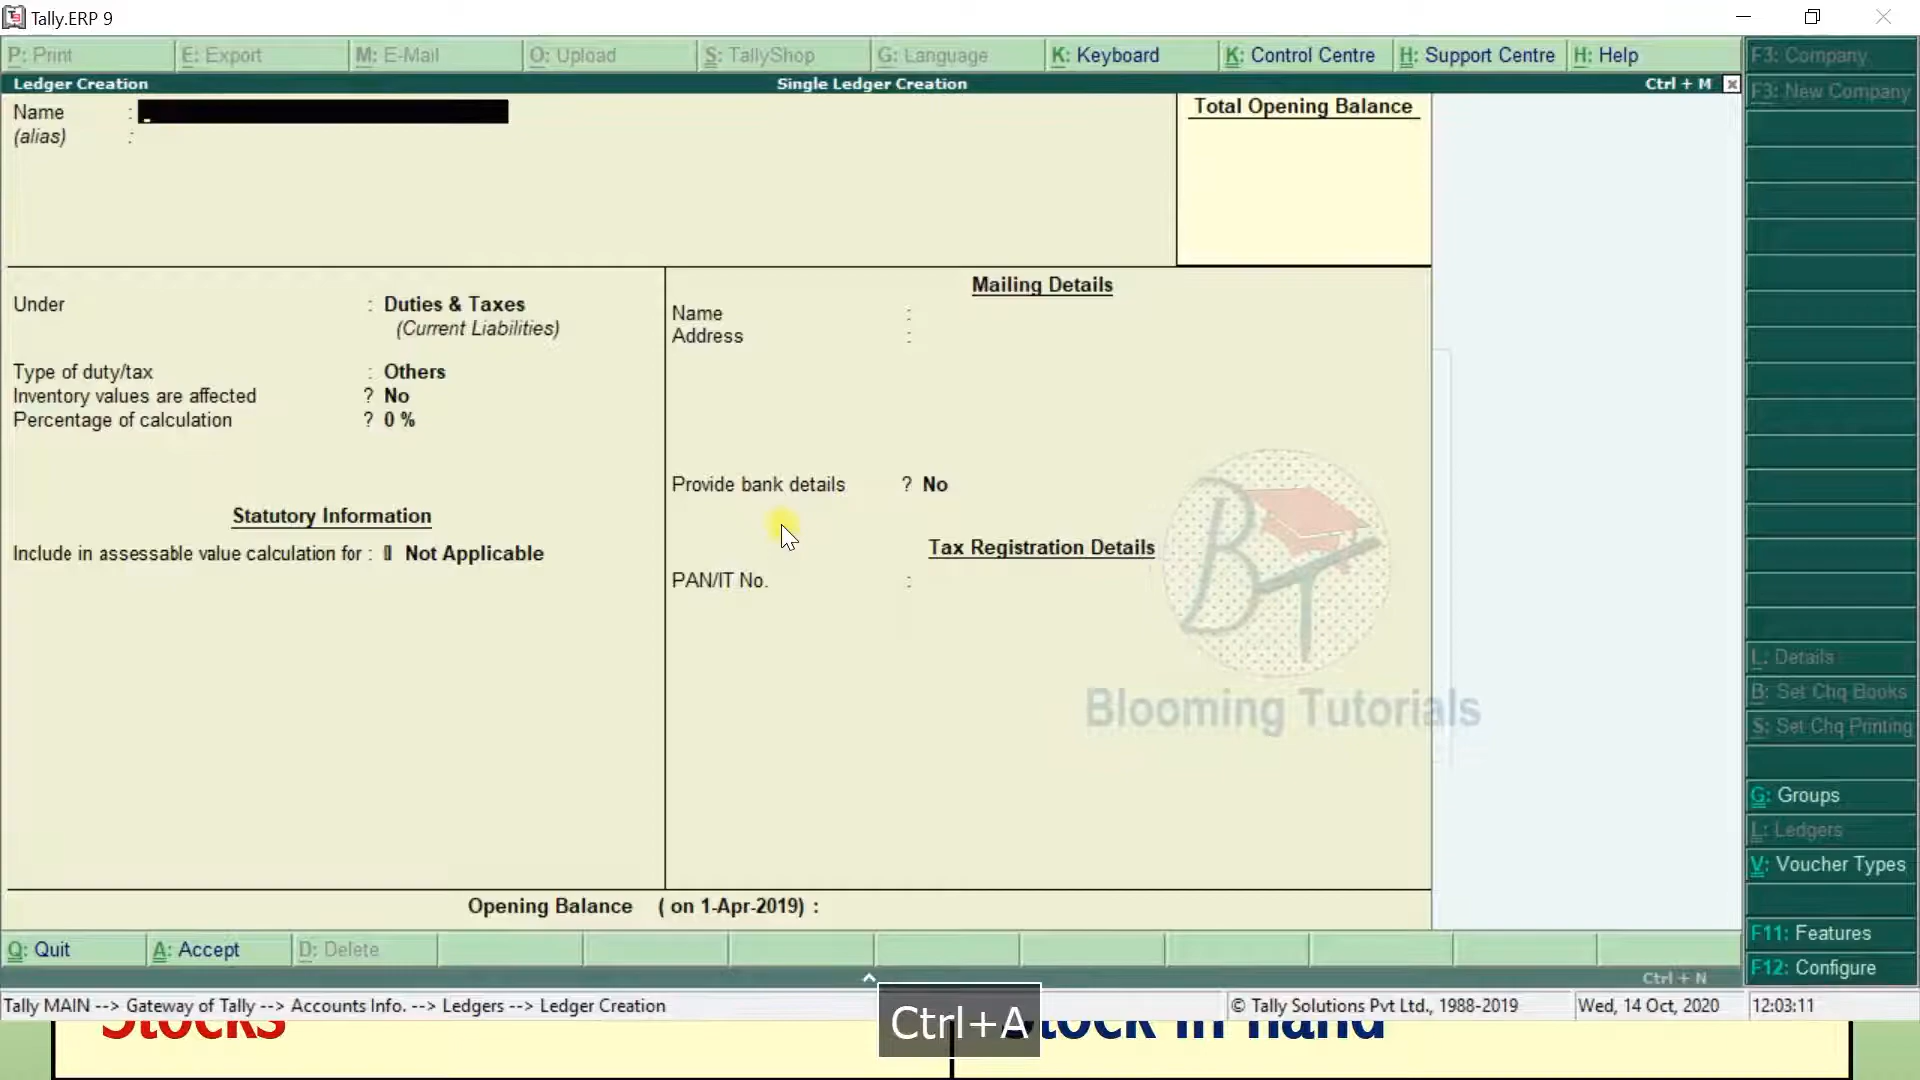 Tally.ERP 9
P: Print E: Export M: E-Mail O: Upload S: TallyShop G: Language K: Keyboard K: Control Centre H: Support Centre H: Help
F3: Company
F3: New Company
Ledger Creation Single Ledger Creation Ctrl + M
Name :
(alias) :
Total Opening Balance
Under : Duties & Taxes
(Current Liabilities)
Type of duty/tax : Others
Inventory values are affected ? No
Percentage of calculation ? 0 %
Statutory Information
Include in assessable value calculation for : Not Applicable
Mailing Details
Name :
Address :
Provide bank details ? No
Tax Registration Details
PAN/IT No. :
BT
Blooming Tutorials
L: Details
B: Set Chq Books
S: Set Chq Printing
G: Groups
L: Ledgers
V: Voucher Types
F11: Features
F12: Configure
Opening Balance ( on 1-Apr-2019) :
Q: Quit A: Accept D: Delete
Ctrl + N
Tally MAIN --> Gateway of Tally --> Accounts Info. --> Ledgers --> Ledger Creation
© Tally Solutions Pvt Ltd., 1988-2019 Wed, 14 Oct, 2020 12:03:11
Ctrl+A
Stocks
Stock in hand